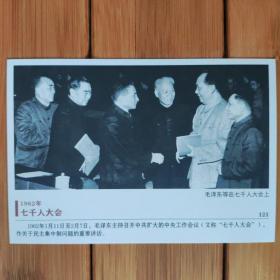 毛泽东等在七千人大会上
1962年
七千人大会
121
1962年1月11日至2月7日，毛泽东主持召开中共扩大的中央工作会议（又称“七千人大会”），
作关于民主集中制问题的重要讲话。